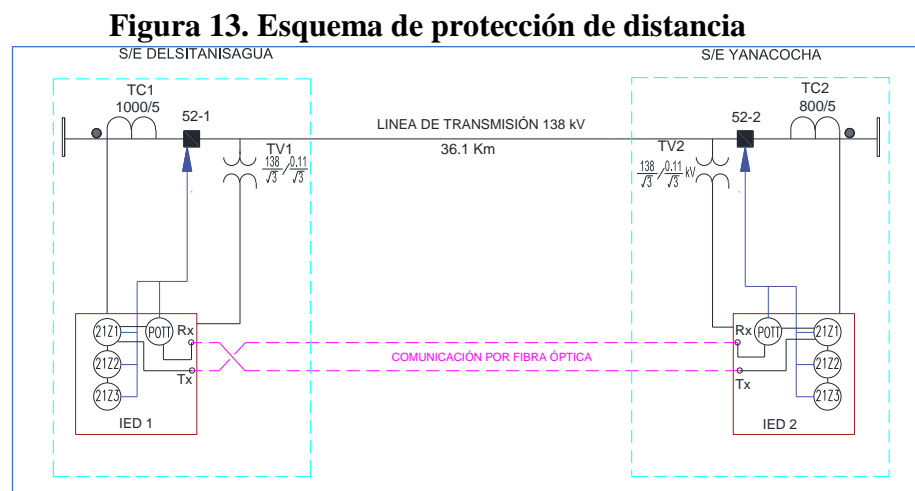 Figura 13. Esquema de protección de distancia
S/E DELSITANISAGUA
S/E YANACOCHA
TC1
1000/5
52-1
LINEA DE TRANSMISIÓN 138 kV
36.1 Km
52-2
TC2
800/5
TV1
138/√3 / 0.11/√3
TV2
138/√3 / 0.11/√3 kV
21Z1
POTT
Rx
21Z2
Tx
21Z3
IED 1
COMUNICACIÓN POR FIBRA ÓPTICA
Rx
POTT
21Z1
Tx
21Z2
21Z3
IED 2